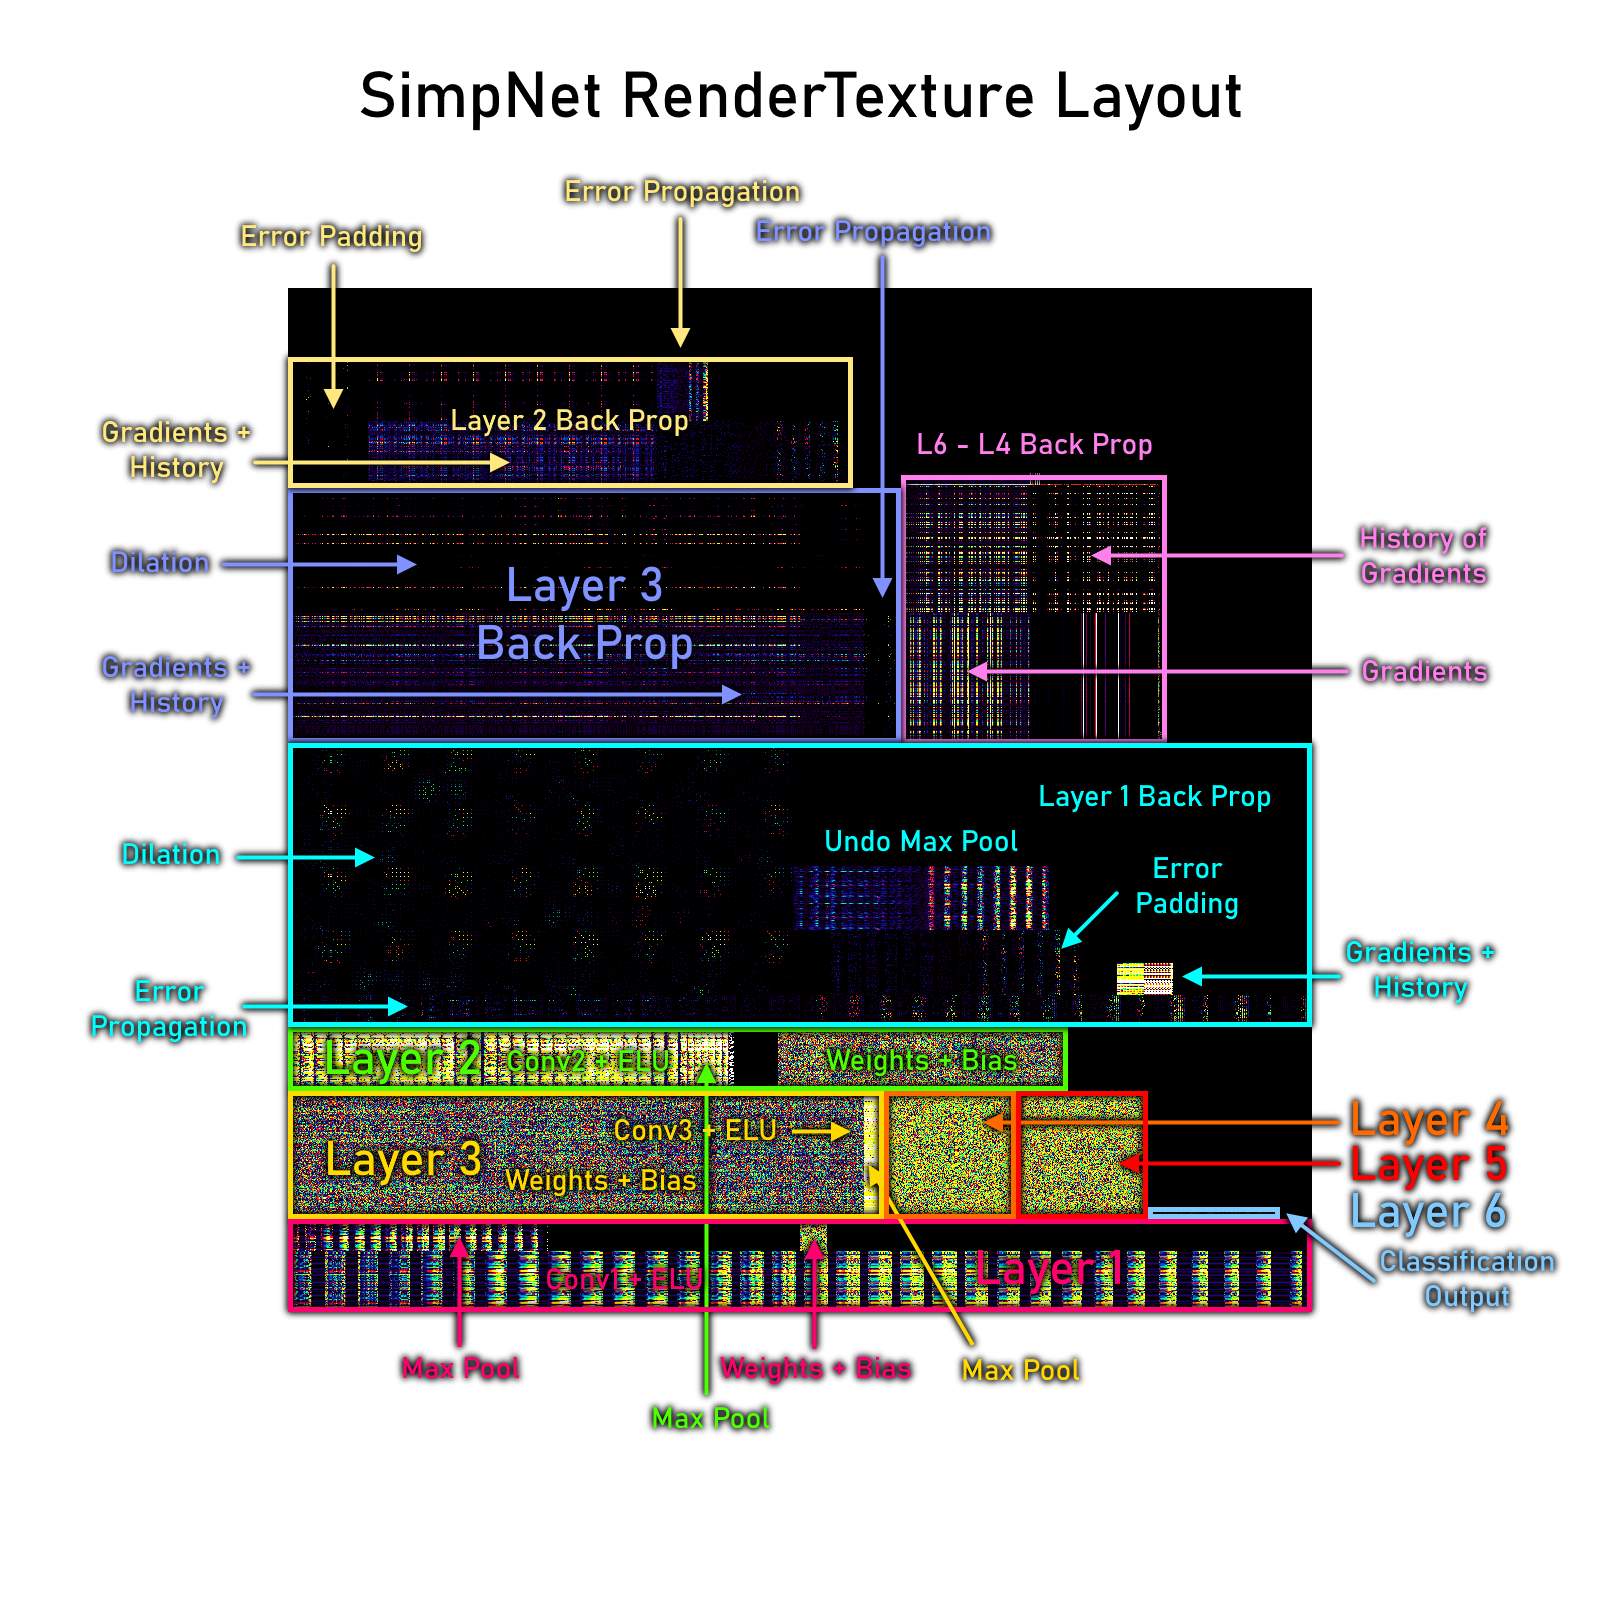 SimpNet RenderTexture Layout
Error Propagation
Error Padding
Error Propagation
Layer 2 Back Prop
Gradients +
History
L6 - L4 Back Prop
History of
Gradients
Dilation
Layer 3
Back Prop
Gradients +
History
Gradients
Layer 1 Back Prop
Undo Max Pool
Dilation
Error
Padding
Gradients +
History
Error
Propagation
Layer 2
Conv2 + ELU
Weights + Bias
Conv3 + ELU
Layer 3
Weights + Bias
Layer 4
Layer 5
Layer 6
Classification
Output
Layer 1
Conv1 + ELU
Max Pool
Weights + Bias
Max Pool
Max Pool